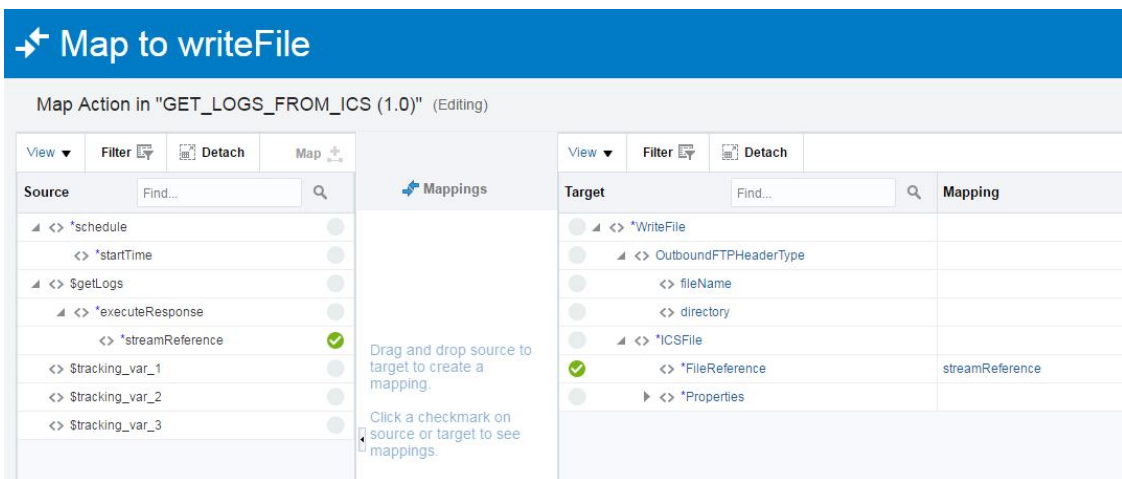 Map to writeFile
Map Action in "GET_LOGS_FROM_ICS (1.0)" (Editing)
View Filter Detach Map
View Filter Detach
Source Find...
Mappings
Target Find... Mapping
<> *schedule
<> *startTime
<> $getLogs
<> *executeResponse
<> *streamReference
<> $tracking_var_1
<> $tracking_var_2
<> $tracking_var_3
Drag and drop source to
target to create a
mapping.
Click a checkmark on
source or target to see
mappings.
<> *WriteFile
<> OutboundFTPHeaderType
<> fileName
<> directory
<> *ICSFile
<> *FileReference streamReference
<> *Properties